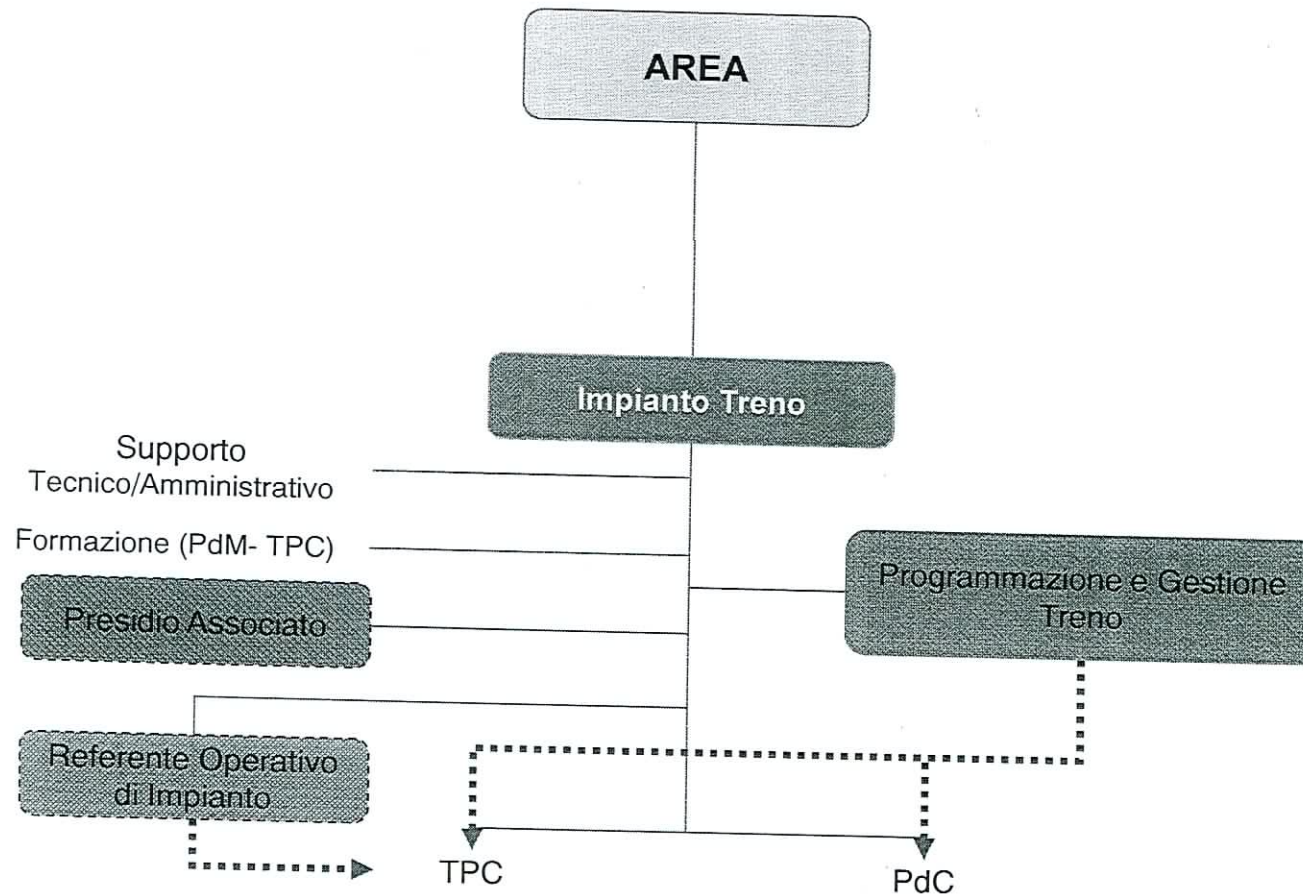 AREA
Impianto Treno
Supporto
Tecnico/Amministrativo
Formazione (PdM- TPC)
Presidio Associato
Programmazione e Gestione
Treno
Referente Operativo
di Impianto
TPC
PdC